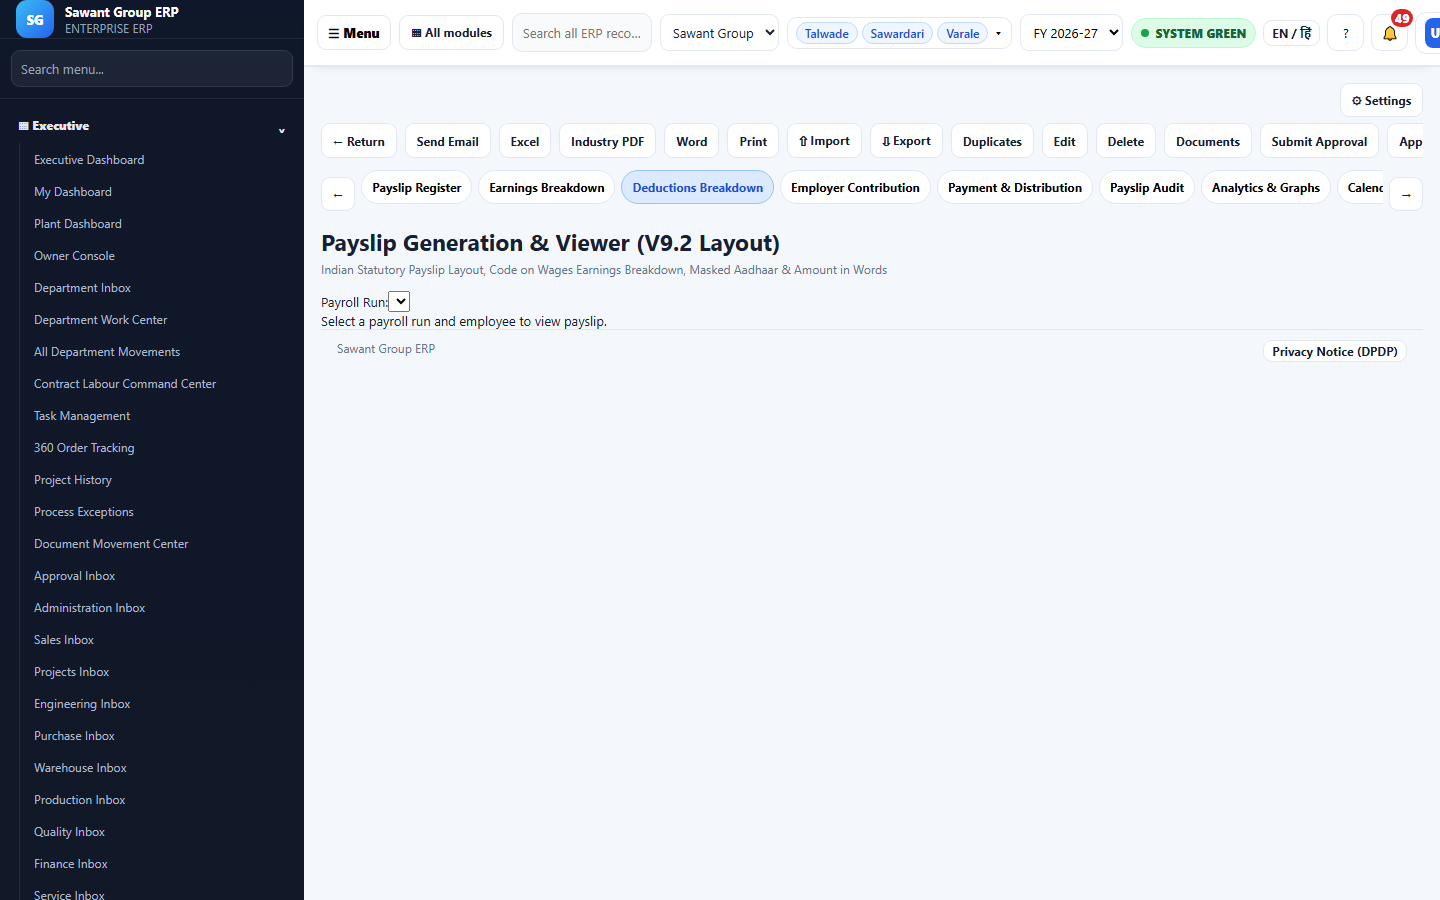 SG
Sawant Group ERP
ENTERPRISE ERP
Search menu...
Executive
Executive Dashboard
My Dashboard
Plant Dashboard
Owner Console
Department Inbox
Department Work Center
All Department Movements
Contract Labour Command Center
Task Management
360 Order Tracking
Project History
Process Exceptions
Document Movement Center
Approval Inbox
Administration Inbox
Sales Inbox
Projects Inbox
Engineering Inbox
Purchase Inbox
Warehouse Inbox
Production Inbox
Quality Inbox
Finance Inbox
Service Inbox
☰ Menu
All modules
Search all ERP reco...
Sawant Group
Talwade Sawardari Varale
FY 2026-27
SYSTEM GREEN
EN / हिं
?
49
U
⚙ Settings
← Return
Send Email
Excel
Industry PDF
Word
Print
⇧ Import
⇩ Export
Duplicates
Edit
Delete
Documents
Submit Approval
App
←
Payslip Register
Earnings Breakdown
Deductions Breakdown
Employer Contribution
Payment & Distribution
Payslip Audit
Analytics & Graphs
Calend
→
Payslip Generation & Viewer (V9.2 Layout)
Indian Statutory Payslip Layout, Code on Wages Earnings Breakdown, Masked Aadhaar & Amount in Words
Payroll Run:
Select a payroll run and employee to view payslip.
Sawant Group ERP
Privacy Notice (DPDP)